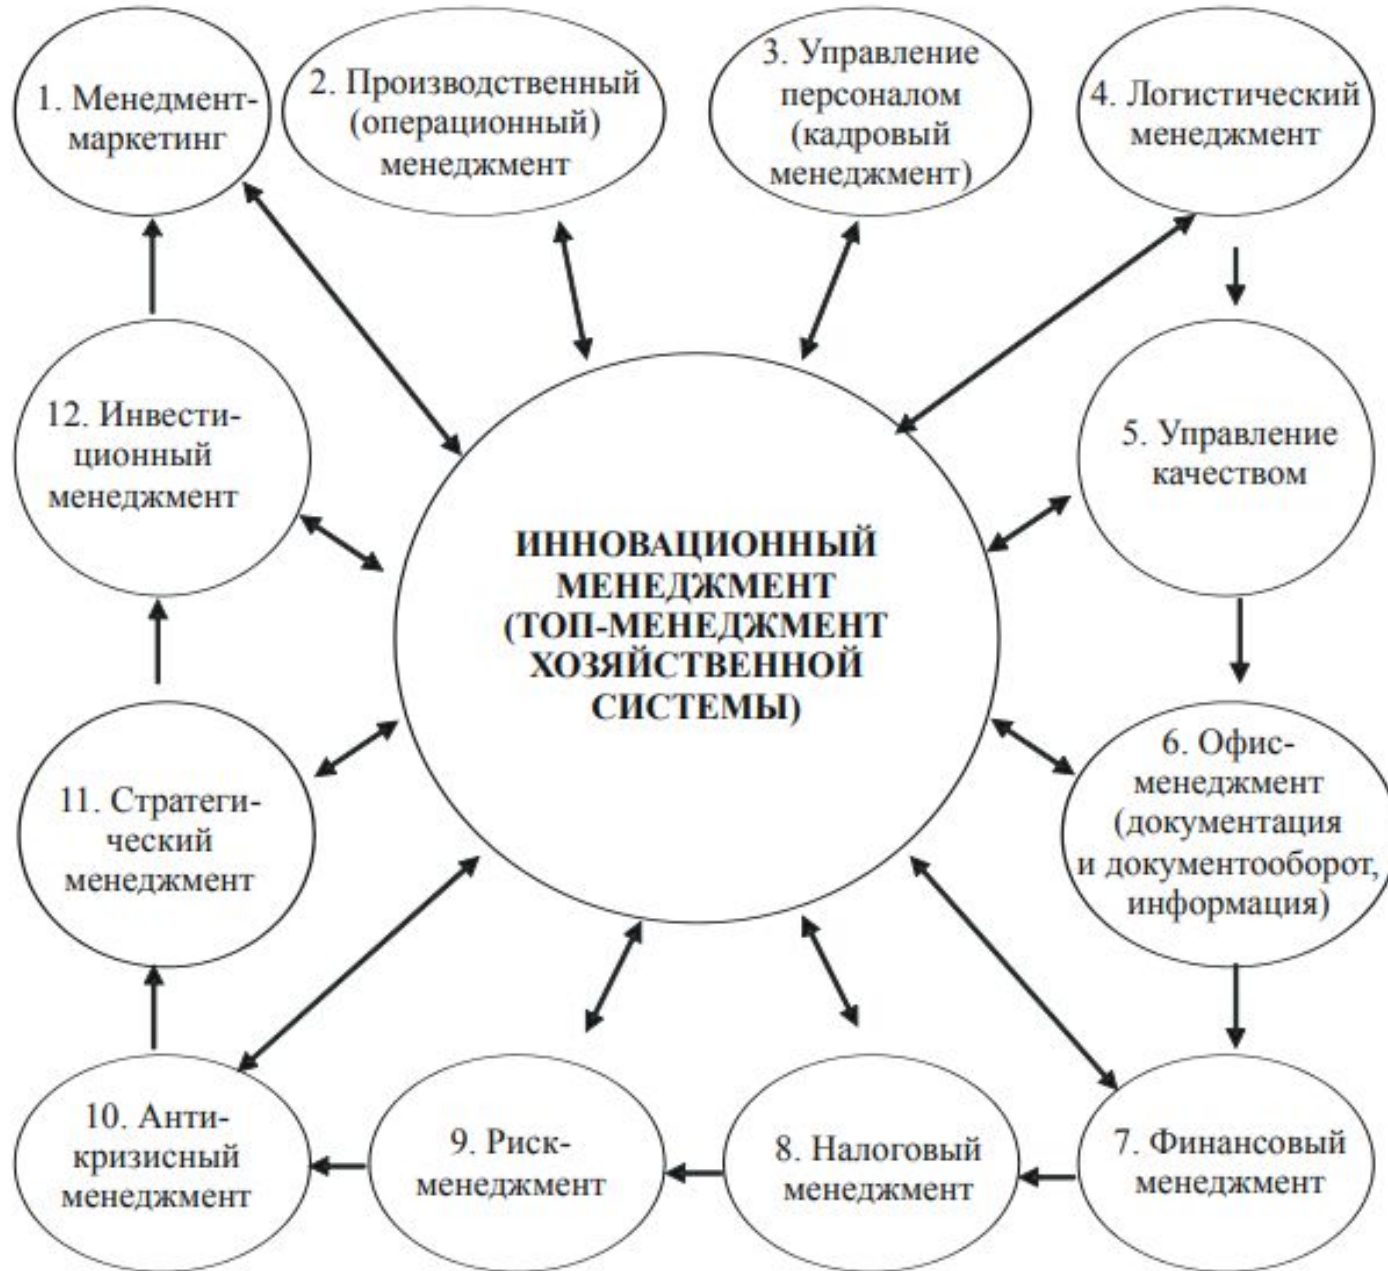 1. Менедмент-
маркетинг
2. Производственный
(операционный)
менеджмент
3. Управление
персоналом
(кадровый
менеджмент)
4. Логистический
менеджмент
5. Управление
качеством
6. Офис-
менеджмент
(документация
и документооборот,
информация)
7. Финансовый
менеджмент
8. Налоговый
менеджмент
9. Риск-
менеджмент
10. Анти-
кризисный
менеджмент
11. Стратеги-
ческий
менеджмент
12. Инвести-
ционный
менеджмент
ИННОВАЦИОННЫЙ
МЕНЕДЖМЕНТ
(ТОП-МЕНЕДЖМЕНТ
ХОЗЯЙСТВЕННОЙ
СИСТЕМЫ)